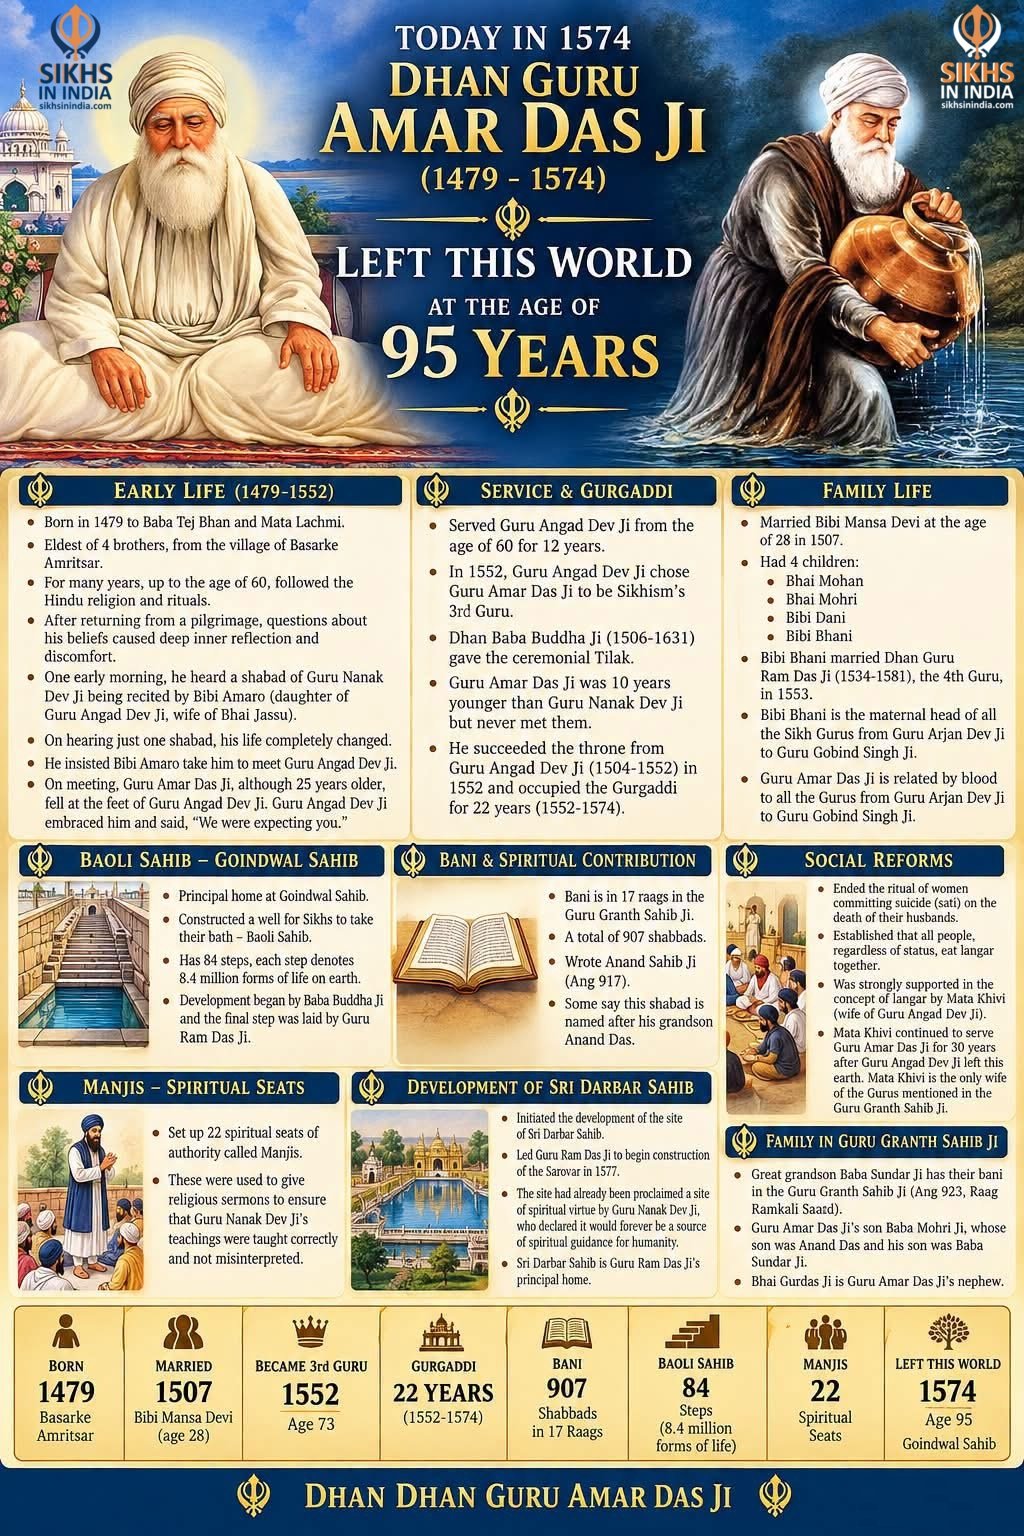 SIKHS
IN INDIA
sikhsinindia.com
TODAY IN 1574
DHAN GURU
AMAR DAS JI
(1479 - 1574)
LEFT THIS WORLD
AT THE AGE OF
95 YEARS
SIKHS
IN INDIA
sikhsinindia.com
EARLY LIFE (1479-1552)
• Born in 1479 to Baba Tej Bhan and Mata Lachmi.
• Eldest of 4 brothers, from the village of Basarke
Amritsar.
• For many years, up to the age of 60, followed the
Hindu religion and rituals.
• After returning from a pilgrimage, questions about
his beliefs caused deep inner reflection and
discomfort.
• One early morning, he heard a shabad of Guru Nanak
Dev Ji being recited by Bibi Amaro (daughter of
Guru Angad Dev Ji, wife of Bhai Jassu).
• On hearing just one shabad, his life completely changed.
• He insisted Bibi Amaro take him to meet Guru Angad Dev Ji.
• On meeting, Guru Amar Das Ji, although 25 years older,
fell at the feet of Guru Angad Dev Ji. Guru Angad Dev Ji
embraced him and said, “We were expecting you.”
SERVICE & GURGADDI
• Served Guru Angad Dev Ji from the
age of 60 for 12 years.
• In 1552, Guru Angad Dev Ji chose
Guru Amar Das Ji to be Sikhism’s
3rd Guru.
• Dhan Baba Buddha Ji (1506-1631)
gave the ceremonial Tilak.
• Guru Amar Das Ji was 10 years
younger than Guru Nanak Dev Ji
but never met them.
• He succeeded the throne from
Guru Angad Dev Ji (1504-1552) in
1552 and occupied the Gurgaddi
for 22 years (1552-1574).
FAMILY LIFE
• Married Bibi Mansa Devi at the age
of 28 in 1507.
• Had 4 children:
• Bhai Mohan
• Bhai Mohri
• Bibi Dani
• Bibi Bhani
• Bibi Bhani married Dhan Guru
Ram Das Ji (1534-1581), the 4th Guru,
in 1553.
• Bibi Bhani is the maternal head of all
the Sikh Gurus from Guru Arjan Dev Ji
to Guru Gobind Singh Ji.
• Guru Amar Das Ji is related by blood
to all the Gurus from Guru Arjan Dev Ji
to Guru Gobind Singh Ji.
BAOLI SAHIB – GOINDWAL SAHIB
• Principal home at Goindwal Sahib.
• Constructed a well for Sikhs to take
their bath – Baoli Sahib.
• Has 84 steps, each step denotes
8.4 million forms of life on earth.
• Development began by Baba Buddha Ji
and the final step was laid by Guru
Ram Das Ji.
BANI & SPIRITUAL CONTRIBUTION
• Bani is in 17 raags in the
Guru Granth Sahib Ji.
• A total of 907 shabbads.
• Wrote Anand Sahib Ji
(Ang 917).
• Some say this shabad is
named after his grandson
Anand Das.
SOCIAL REFORMS
• Ended the ritual of women
committing suicide (sati) on the
death of their husbands.
• Established that all people,
regardless of status, eat langar
together.
• Was strongly supported in the
concept of langar by Mata Khivi
(wife of Guru Angad Dev Ji).
• Mata Khivi continued to serve
Guru Amar Das Ji for 30 years
after Guru Angad Dev Ji left this
earth. Mata Khivi is the only wife
of the Gurus mentioned in the
Guru Granth Sahib Ji.
MANJIS – SPIRITUAL SEATS
• Set up 22 spiritual seats of
authority called Manjis.
• These were used to give
religious sermons to ensure
that Guru Nanak Dev Ji’s
teachings were taught correctly
and not misinterpreted.
DEVELOPMENT OF SRI DARBAR SAHIB
• Initiated the development of the site
of Sri Darbar Sahib.
• Led Guru Ram Das Ji to begin construction
of the Sarovar in 1577.
• The site had already been proclaimed a site
of spiritual virtue by Guru Nanak Dev Ji,
who declared it would forever be a source
of spiritual guidance for humanity.
• Sri Darbar Sahib is Guru Ram Das Ji’s
principal home.
FAMILY IN GURU GRANTH SAHIB JI
• Great grandson Baba Sundar Ji has their bani
in the Guru Granth Sahib Ji (Ang 923, Raag
Ramkali Saard).
• Guru Amar Das Ji’s son Baba Mohri Ji, whose
son was Anand Das and his son was Baba
Sundar Ji.
• Bhai Gurdas Ji is Guru Amar Das Ji’s nephew.
BORN
1479
Basarke
Amritsar
MARRIED
1507
Bibi Mansa Devi
(age 28)
BECAME 3rd GURU
1552
Age 73
GURGADDI
22 YEARS
(1552-1574)
BANI
907
Shabbads
in 17 Raags
BAOLI SAHIB
84
Steps
(8.4 million
forms of life)
MANJIS
22
Spiritual
Seats
LEFT THIS WORLD
1574
Age 95
Goindwal Sahib
DHAN DHAN GURU AMAR DAS JI